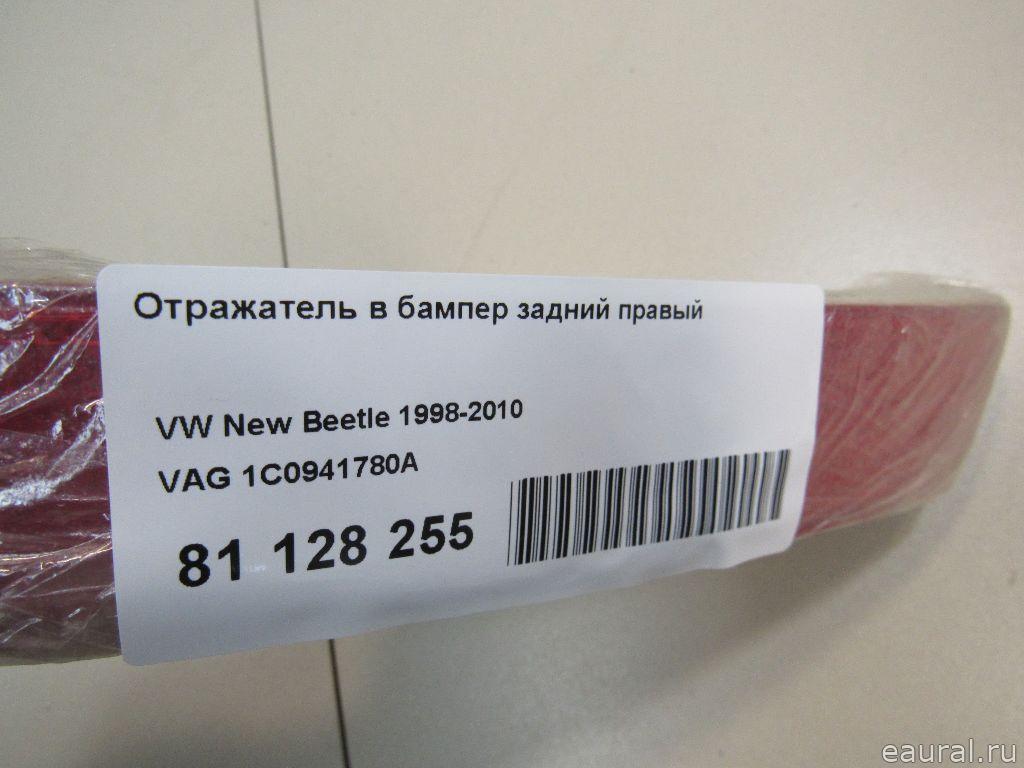 Отражатель в бампер задний правый
VW New Beetle 1998-2010
VAG 1C0941780A
81 128 255
eaural.ru